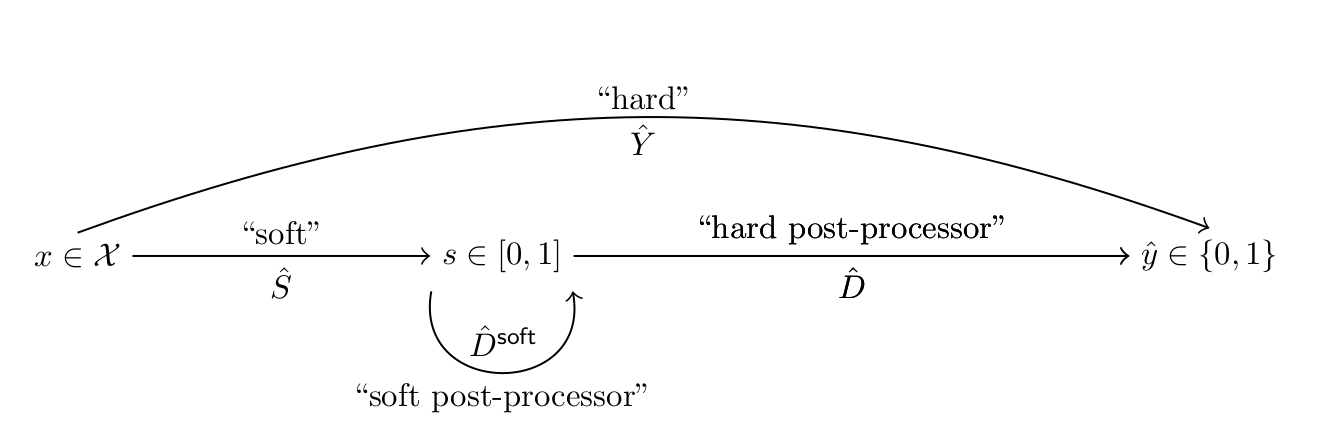 “hard”
Ŷ
“soft” “hard post-processor”
x ∈ 𝒳 s ∈ [0, 1] ŷ ∈ {0, 1}
Ŝ D̂
D̂^soft
“soft post-processor”